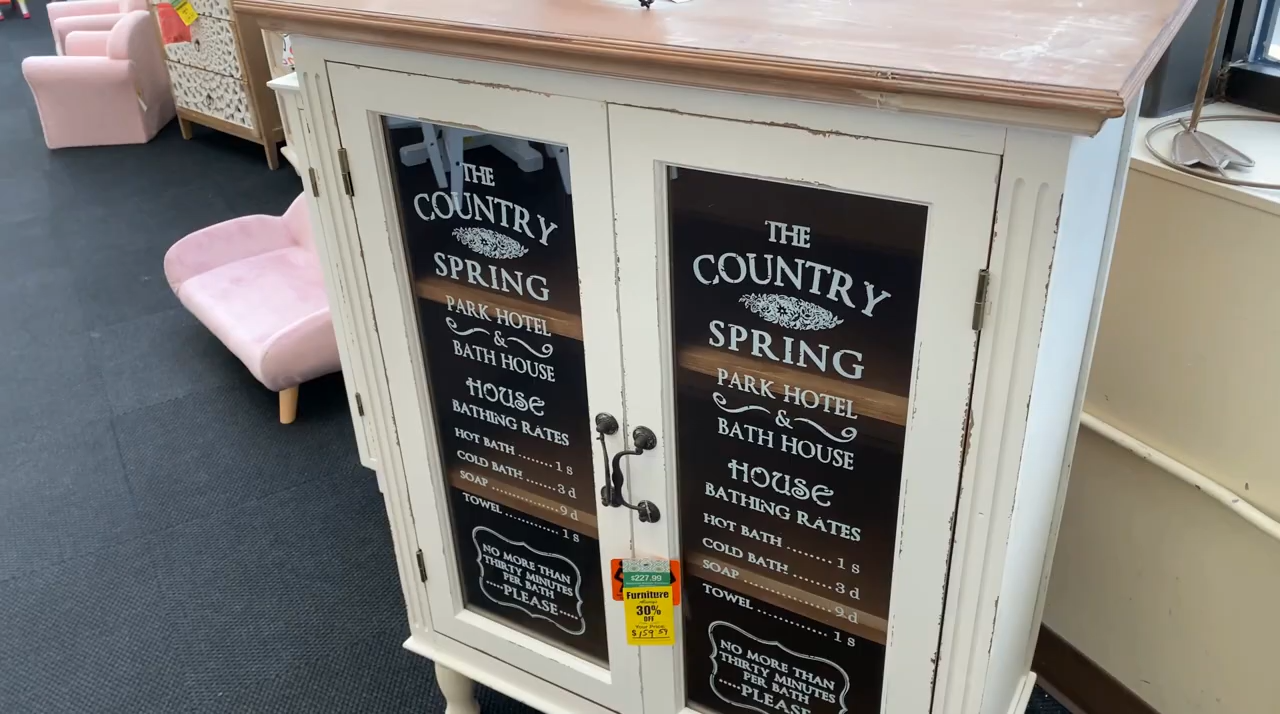 THE
COUNTRY
SPRING
PARK HOTEL
&
BATH HOUSE
HOUSE
BATHING RATES
HOT BATH ........1 s
COLD BATH .......3 d
SOAP ..............9 d
TOWEL ............1 s
NO MORE THAN
THIRTY MINUTES
PER BATH
.....PLEASE.....
THE
COUNTRY
SPRING
PARK HOTEL
&
BATH HOUSE
HOUSE
BATHING RATES
HOT BATH ........1 s
COLD BATH .......3 d
SOAP ..............9 d
TOWEL ............1 s
NO MORE THAN
THIRTY MINUTES
PER BATH
.....PLEASE
$227.99
Furniture
Always
30%
OFF
Your Price:
$159.59